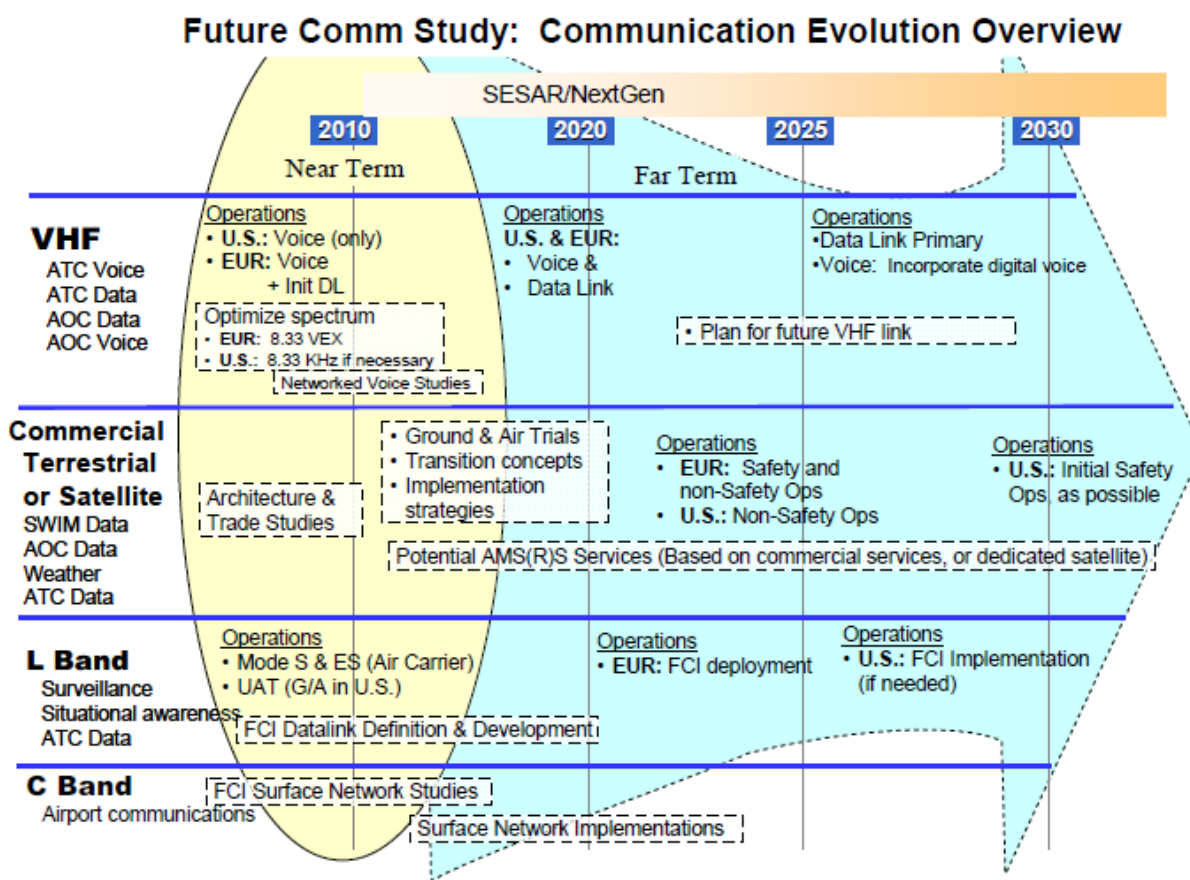 Future Comm Study: Communication Evolution Overview
SESAR/NextGen
2010
2020
2025
2030
Near Term
Far Term
VHF
ATC Voice
ATC Data
AOC Data
AOC Voice
Operations
• U.S.: Voice (only)
• EUR: Voice
+ Init DL
Optimize spectrum
• EUR: 8.33 VEX
• U.S.: 8.33 KHz if necessary
Networked Voice Studies
Operations
U.S. & EUR:
• Voice &
• Data Link
Operations
•Data Link Primary
•Voice: Incorporate digital voice
• Plan for future VHF link
Commercial
Terrestrial
or Satellite
SWIM Data
AOC Data
Weather
ATC Data
Architecture &
Trade Studies
• Ground & Air Trials
• Transition concepts
• Implementation
strategies
Operations
• EUR: Safety and
non-Safety Ops
• U.S.: Non-Safety Ops
Operations
• U.S.: Initial Safety
Ops, as possible
Potential AMS(R)S Services (Based on commercial services, or dedicated satellite)
L Band
Surveillance
Situational awareness
ATC Data
Operations
• Mode S & ES (Air Carrier)
• UAT (G/A in U.S.)
FCI Datalink Definition & Development
Operations
• EUR: FCI deployment
Operations
• U.S.: FCI Implementation
(if needed)
C Band
Airport communications
FCI Surface Network Studies
Surface Network Implementations